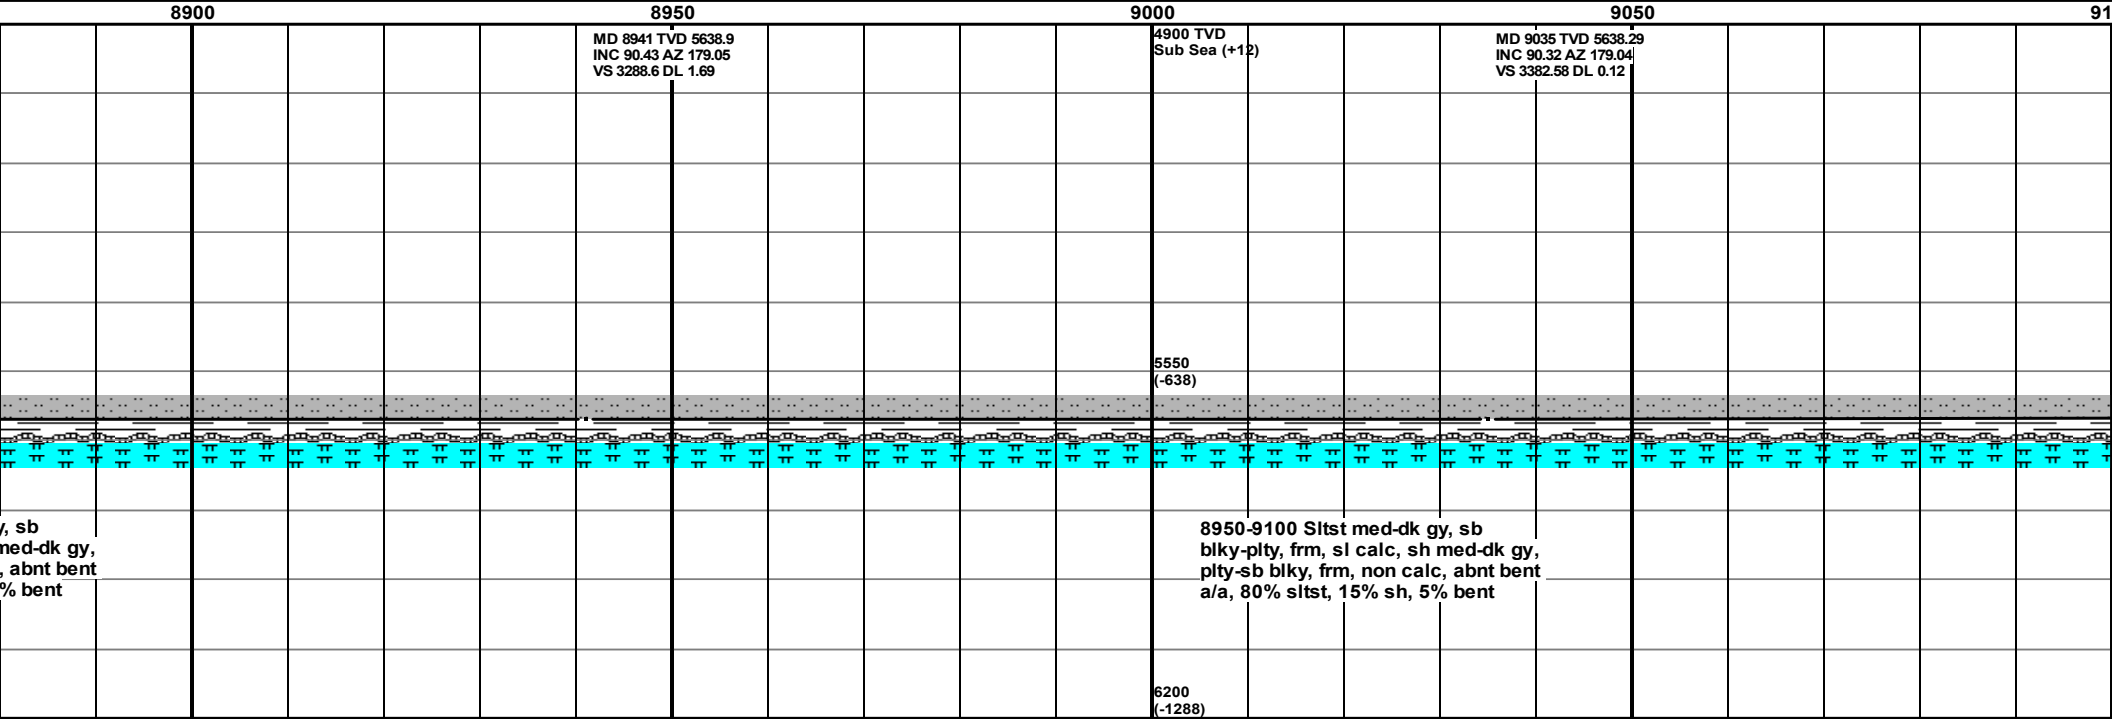 8900 8950 9000 9050 91
MD 8941 TVD 5638.9
INC 90.43 AZ 179.05
VS 3288.6 DL 1.69
4900 TVD
Sub Sea (+12)
MD 9035 TVD 5638.29
INC 90.32 AZ 179.04
VS 3382.58 DL 0.12
5550
(-638)
y, sb
med-dk gy,
, abnt bent
% bent
8950-9100 Sltst med-dk gy, sb
blky-plty, frm, sl calc, sh med-dk gy,
plty-sb blky, frm, non calc, abnt bent
a/a, 80% sltst, 15% sh, 5% bent
6200
(-1288)